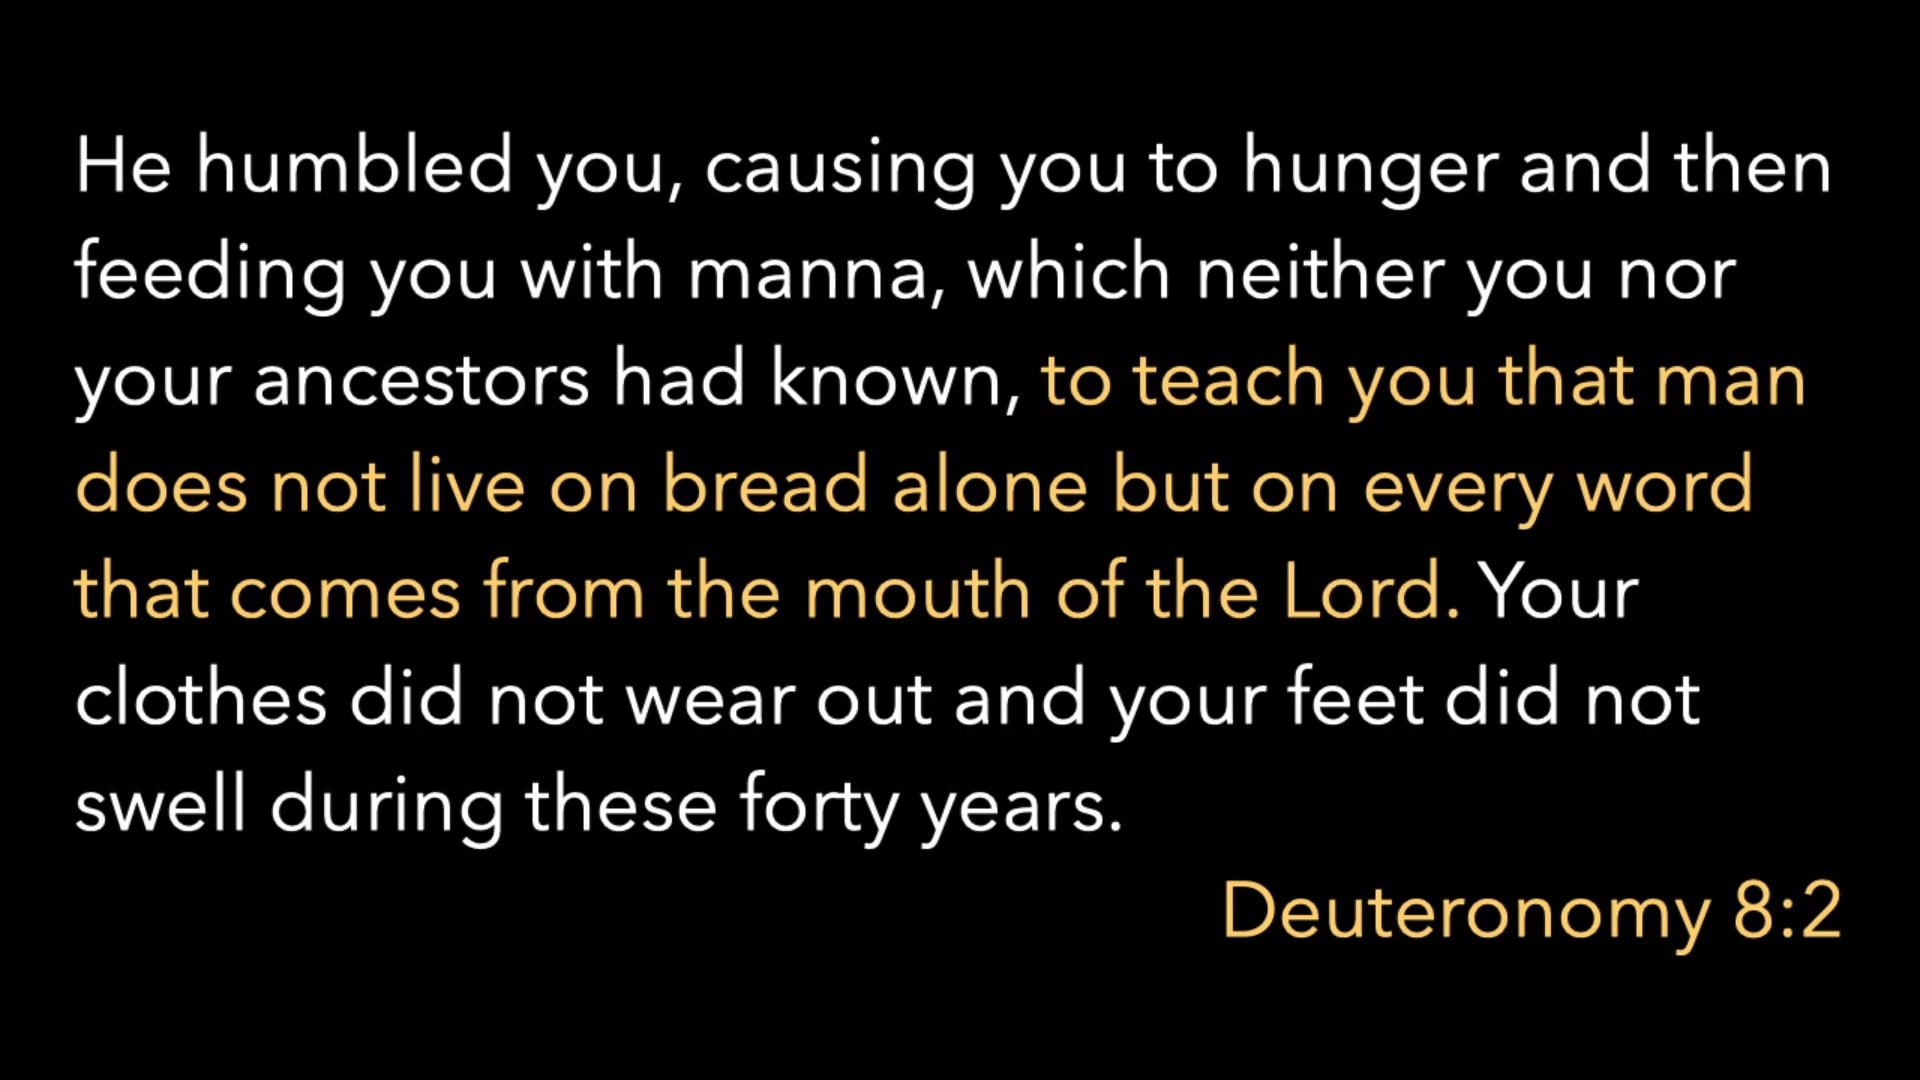 He humbled you, causing you to hunger and then
feeding you with manna, which neither you nor
your ancestors had known, to teach you that man
does not live on bread alone but on every word
that comes from the mouth of the Lord. Your
clothes did not wear out and your feet did not
swell during these forty years.
Deuteronomy 8:2